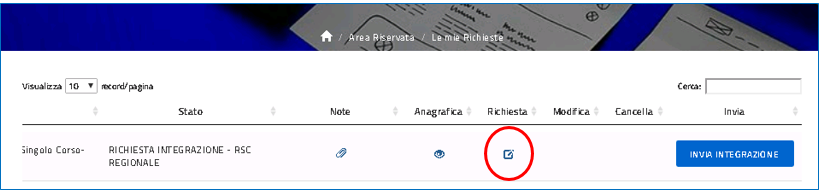 / Area Riservata / Le mie Richieste
Visualizza 10 record/pagina Cerca:
Stato Note Anagrafica Richiesta Modifica Cancella Invia
Singolo Corso- RICHIESTA INTEGRAZIONE - RSC INVIA INTEGRAZIONE
REGIONALE